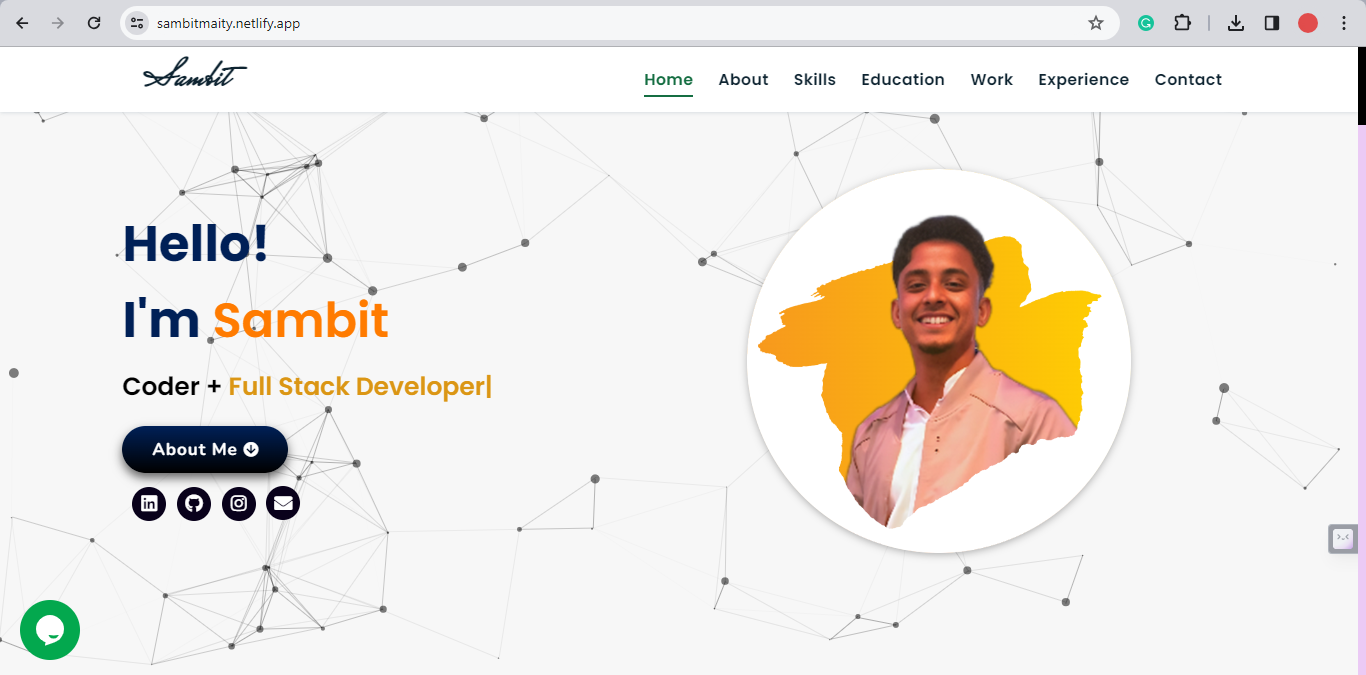 sambitmaity.netlify.app
Sambit
Home About Skills Education Work Experience Contact
Hello!
I'm Sambit
Coder + Full Stack Developer|
About Me